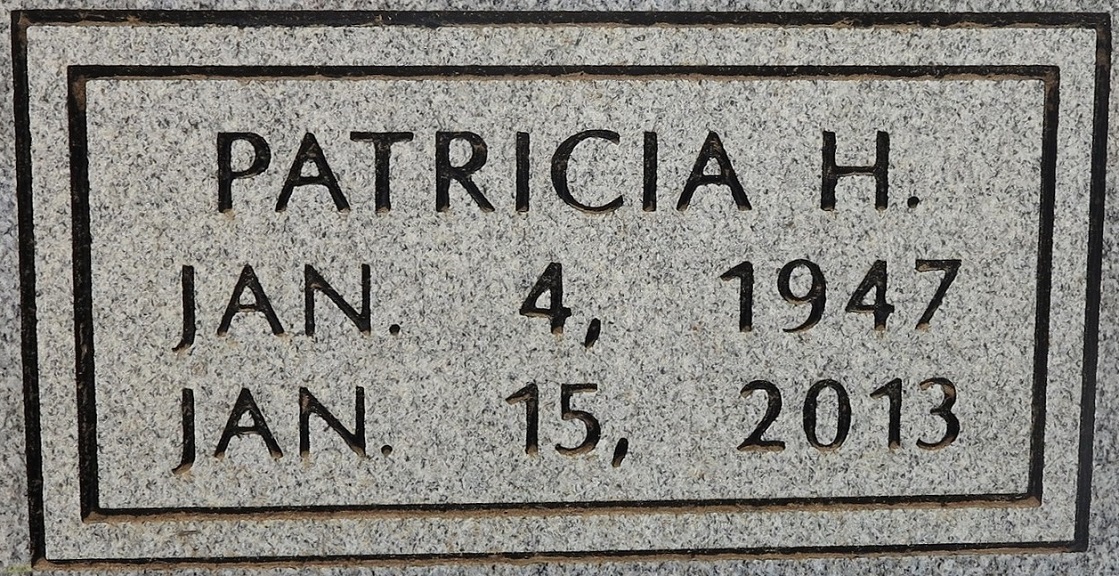 PATRICIA H.
JAN. 4, 1947
JAN. 15, 2013